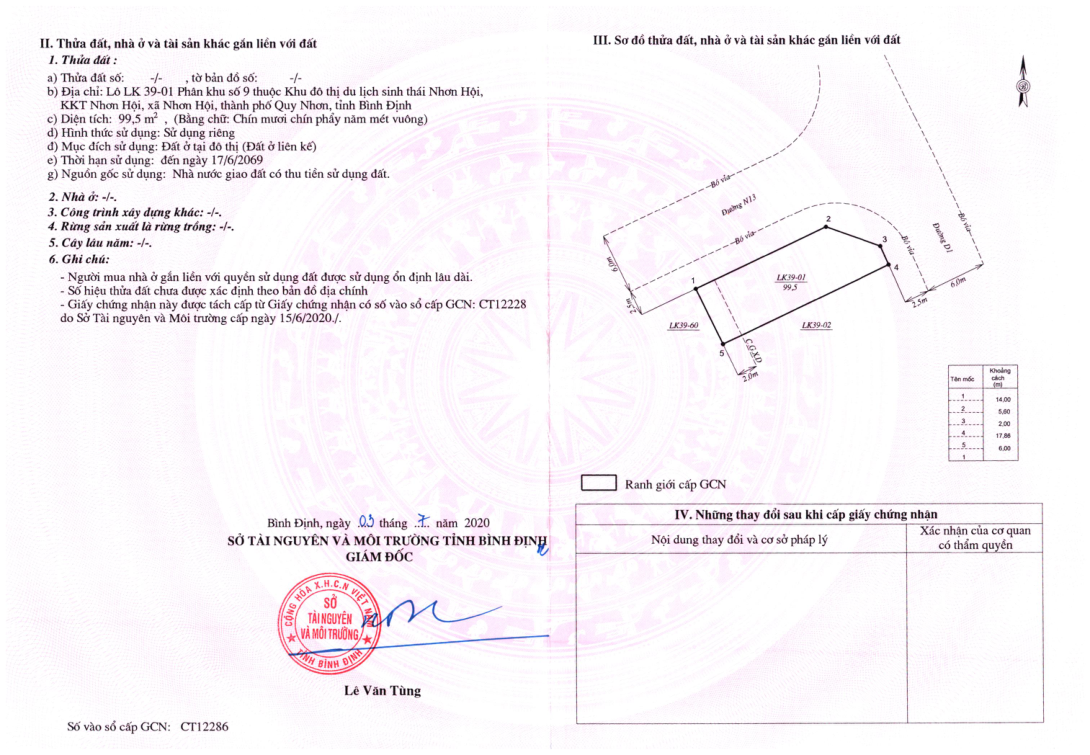 II. Thửa đất, nhà ở và tài sản khác gắn liền với đất
1. Thửa đất :
a) Thửa đất số: -/- , tờ bản đồ số: -/-
b) Địa chỉ: Lô LK 39-01 Phân khu số 9 thuộc Khu đô thị du lịch sinh thái Nhơn Hội,
KKT Nhơn Hội, xã Nhơn Hội, thành phố Quy Nhơn, tỉnh Bình Định
c) Diện tích: 99,5 m² , (Bằng chữ: Chín mươi chín phẩy năm mét vuông)
d) Hình thức sử dụng: Sử dụng riêng
đ) Mục đích sử dụng: Đất ở tại đô thị (Đất ở liên kế)
e) Thời hạn sử dụng: đến ngày 17/6/2069
g) Nguồn gốc sử dụng: Nhà nước giao đất có thu tiền sử dụng đất.
2. Nhà ở: -/-.
3. Công trình xây dựng khác: -/-.
4. Rừng sản xuất là rừng trồng: -/-.
5. Cây lâu năm: -/-.
6. Ghi chú:
- Người mua nhà ở gắn liền với quyền sử dụng đất được sử dụng ổn định lâu dài.
- Số hiệu thửa đất chưa được xác định theo bản đồ địa chính
- Giấy chứng nhận này được tách cấp từ Giấy chứng nhận có số vào sổ cấp GCN: CT12228
do Sở Tài nguyên và Môi trường cấp ngày 15/6/2020./.
Bình Định, ngày 03 tháng 7 năm 2020
SỞ TÀI NGUYÊN VÀ MÔI TRƯỜNG TỈNH BÌNH ĐỊNH
GIÁM ĐỐC
CỘNG HÒA X.H.C.N VIỆT NAM
SỞ
TÀI NGUYÊN
VÀ MÔI TRƯỜNG
TỈNH BÌNH ĐỊNH
Lê Văn Tùng
Số vào sổ cấp GCN: CT12286
III. Sơ đồ thửa đất, nhà ở và tài sản khác gắn liền với đất
Bó vỉa
Đường N13
Bó vỉa
2
3
Bó vỉa
Đường D1
Bó vỉa
4
6.0m
2.5m
1
LK39-01
99,5
2.5m
6.0m
LK39-60
LK39-02
5
C.G.X.D
2.0m
Tên mốc
Khoảng
cách
(m)
1
14,00
2
5,60
3
2,00
4
17,86
5
6,00
1
Ranh giới cấp GCN
IV. Những thay đổi sau khi cấp giấy chứng nhận
Nội dung thay đổi và cơ sở pháp lý
Xác nhận của cơ quan
có thẩm quyền